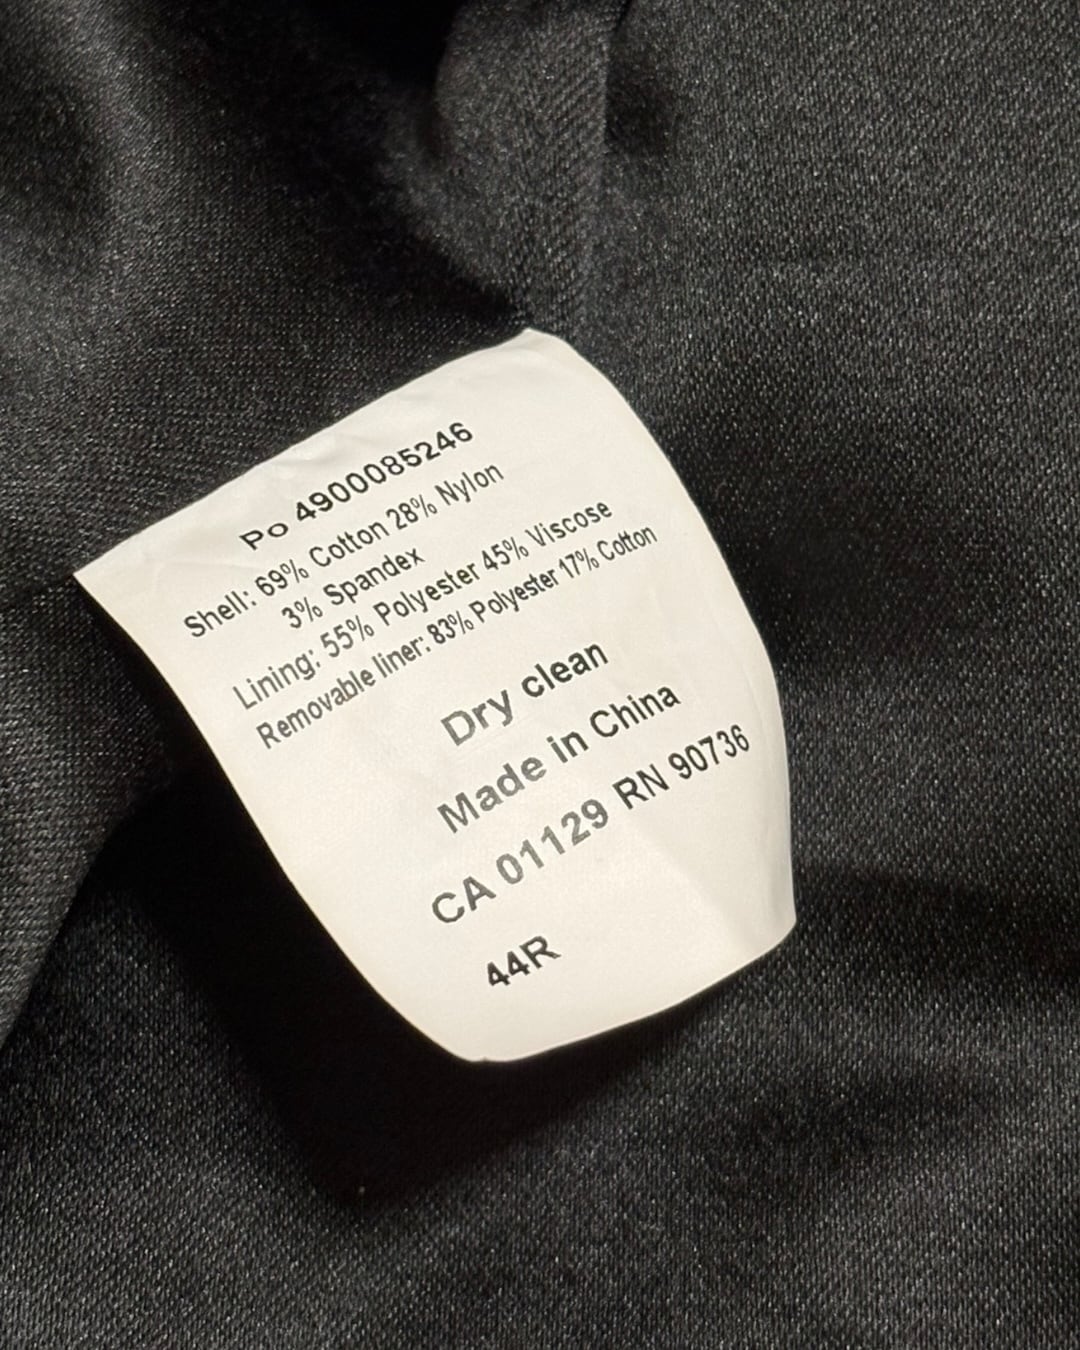 Po 4900085246
Shell: 69% Cotton 28% Nylon
3% Spandex
Lining: 55% Polyester 45% Viscose
Removable liner: 83% Polyester 17% Cotton
Dry clean
Made in China
CA 01129 RN 90736
44R